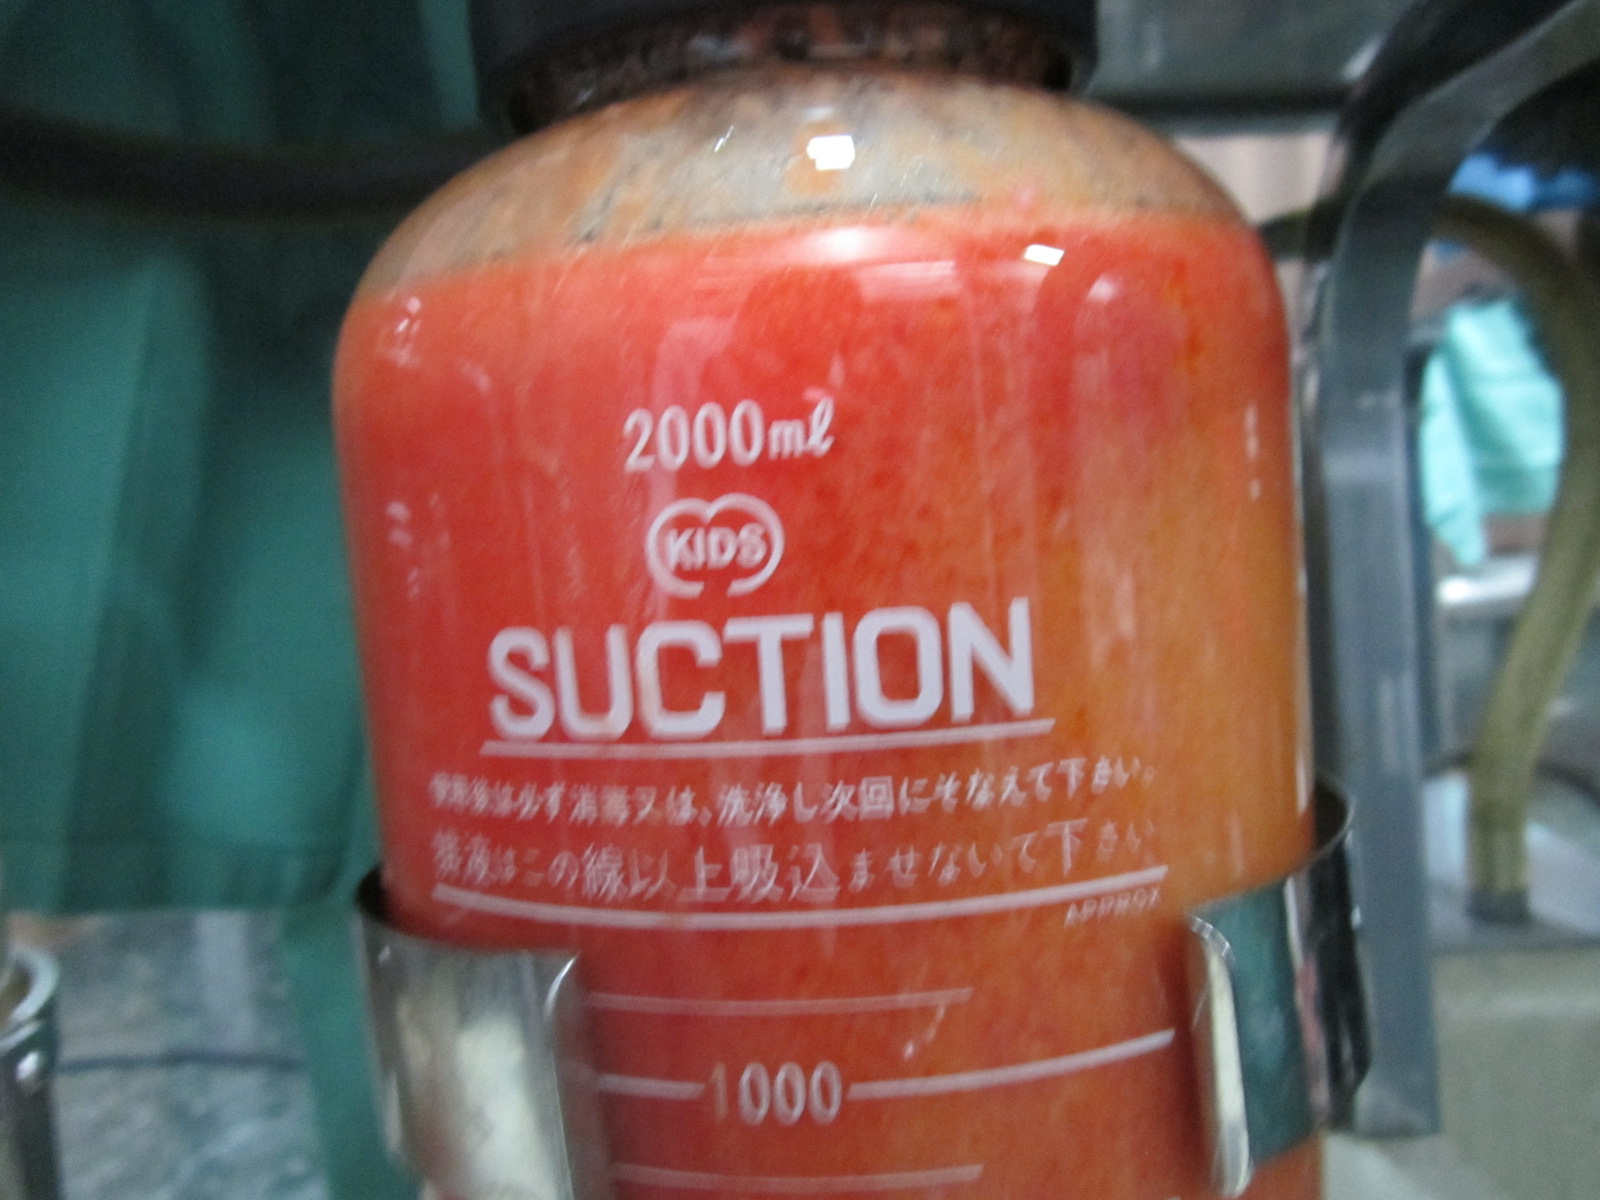 2000ml
KIDS
SUCTION
使用後は必ず消毒又は、洗浄し次回にそなえて下さい。
排液はこの線以上吸込ませないで下さい
APPROX
1000